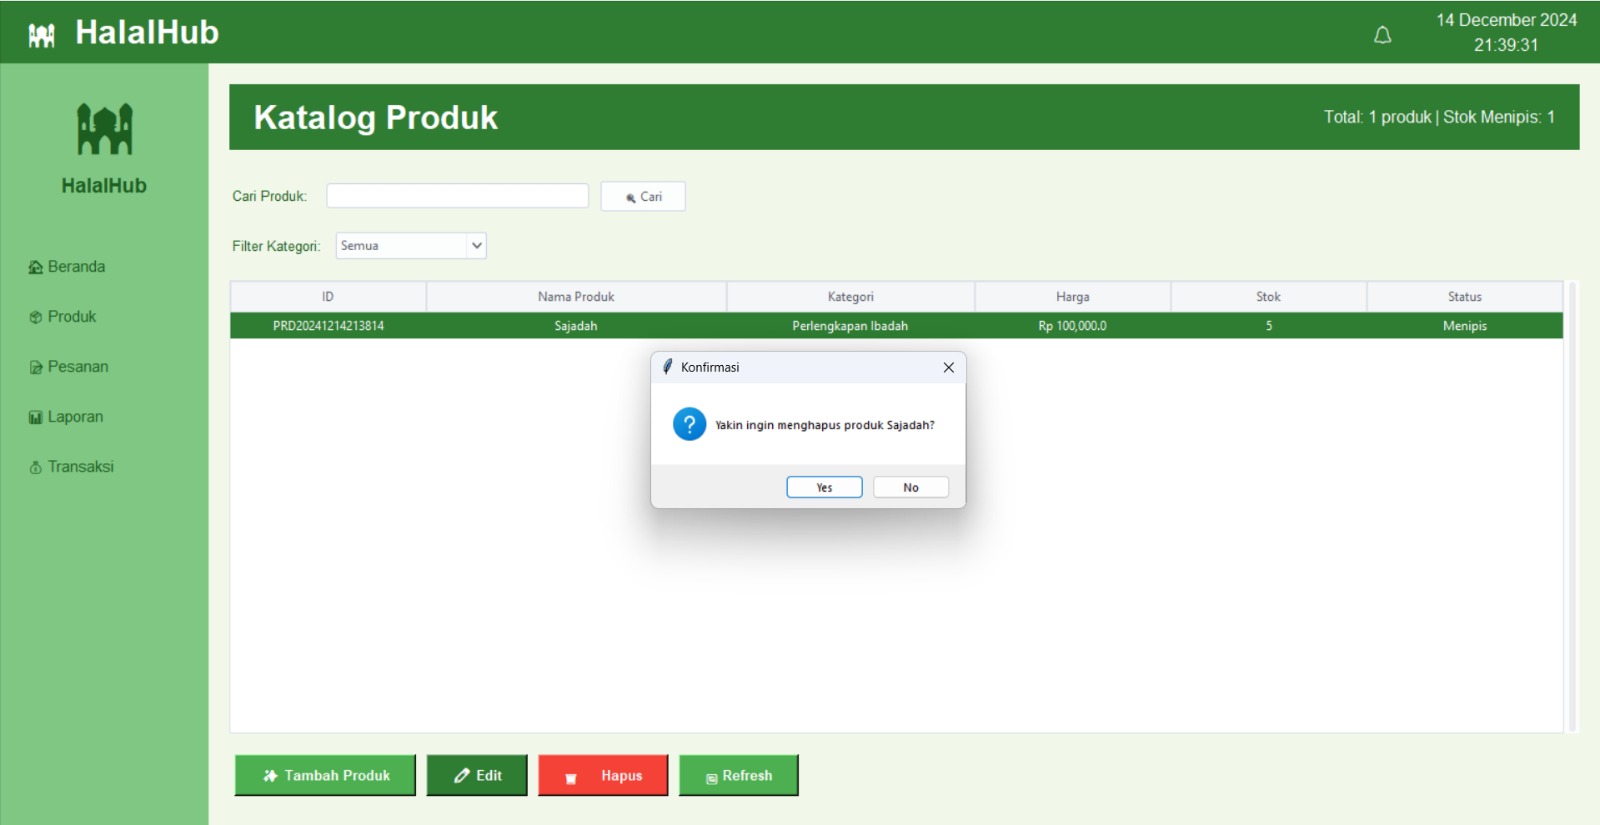 HalalHub
14 December 2024
21:39:31
HalalHub
Beranda
Produk
Pesanan
Laporan
Transaksi
Katalog Produk
Total: 1 produk | Stok Menipis: 1
Cari Produk:
Cari
Filter Kategori:
Semua
ID Nama Produk Kategori Harga Stok Status
PRD20241214213814 Sajadah Perlengkapan Ibadah Rp 100,000.0 5 Menipis
Konfirmasi
?
Yakin ingin menghapus produk Sajadah?
Yes No
Tambah Produk Edit Hapus Refresh